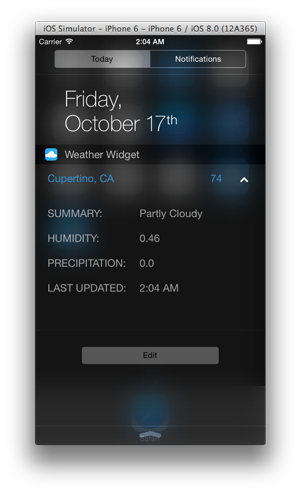 iOS Simulator - iPhone 6 - iPhone 6 / iOS 8.0 (12A365)
Carrier 2:04 AM
Today Notifications
Friday,
October 17th
Weather Widget
Cupertino, CA 74
SUMMARY: Partly Cloudy
HUMIDITY: 0.46
PRECIPITATION: 0.0
LAST UPDATED: 2:04 AM
Edit